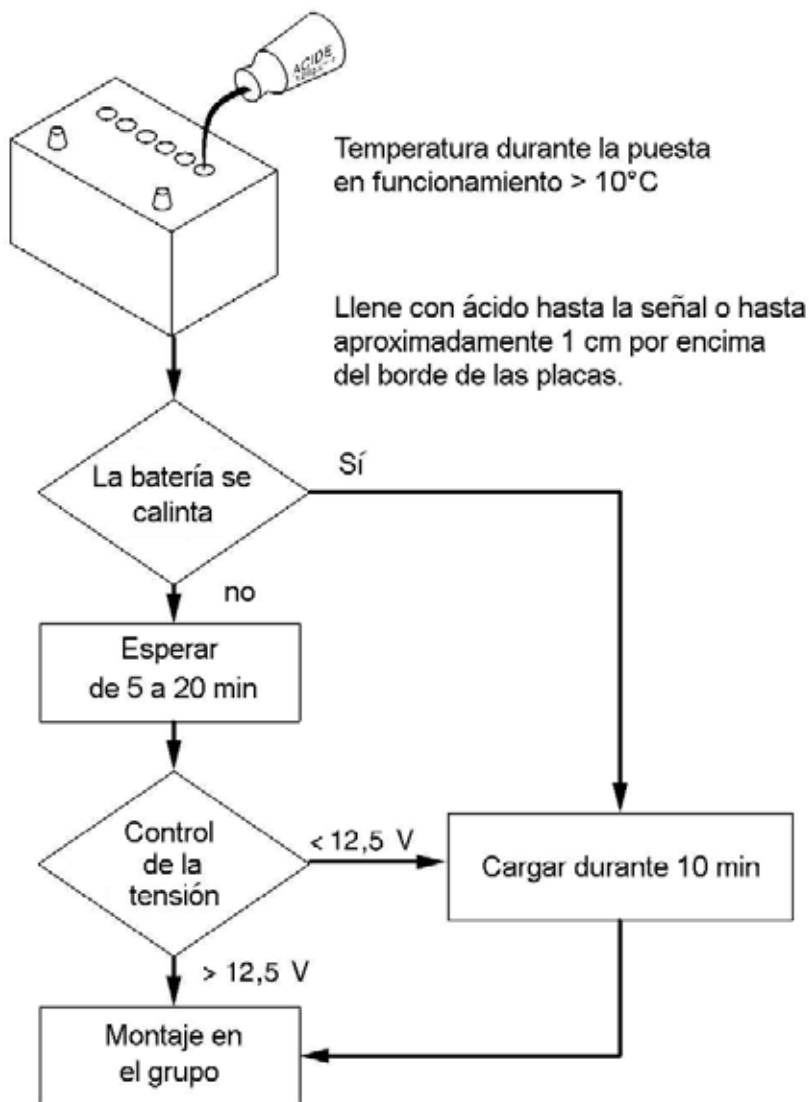 ACIDE
Temperatura durante la puesta
en funcionamiento > 10°C
Llene con ácido hasta la señal o hasta
aproximadamente 1 cm por encima
del borde de las placas.
La batería se
calinta
Sí
no
Esperar
de 5 a 20 min
Control
de la
tensión
< 12,5 V
Cargar durante 10 min
> 12,5 V
Montaje en
el grupo